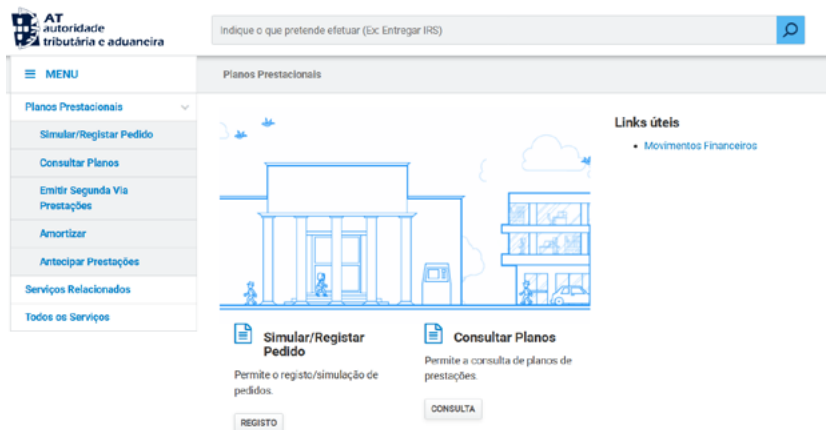 AT
autoridade
tributária e aduaneira
Indique o que pretende efetuar (Ex: Entregar IRS)
MENU
Planos Prestacionais
Planos Prestacionais
Simular/Registar Pedido
Consultar Planos
Emitir Segunda Via
Prestações
Amortizar
Antecipar Prestações
Serviços Relacionados
Todos os Serviços
Links úteis
Movimentos Financeiros
Simular/Registar
Pedido
Permite o registo/simulação de
pedidos.
REGISTO
Consultar Planos
Permite a consulta de planos de
prestações.
CONSULTA